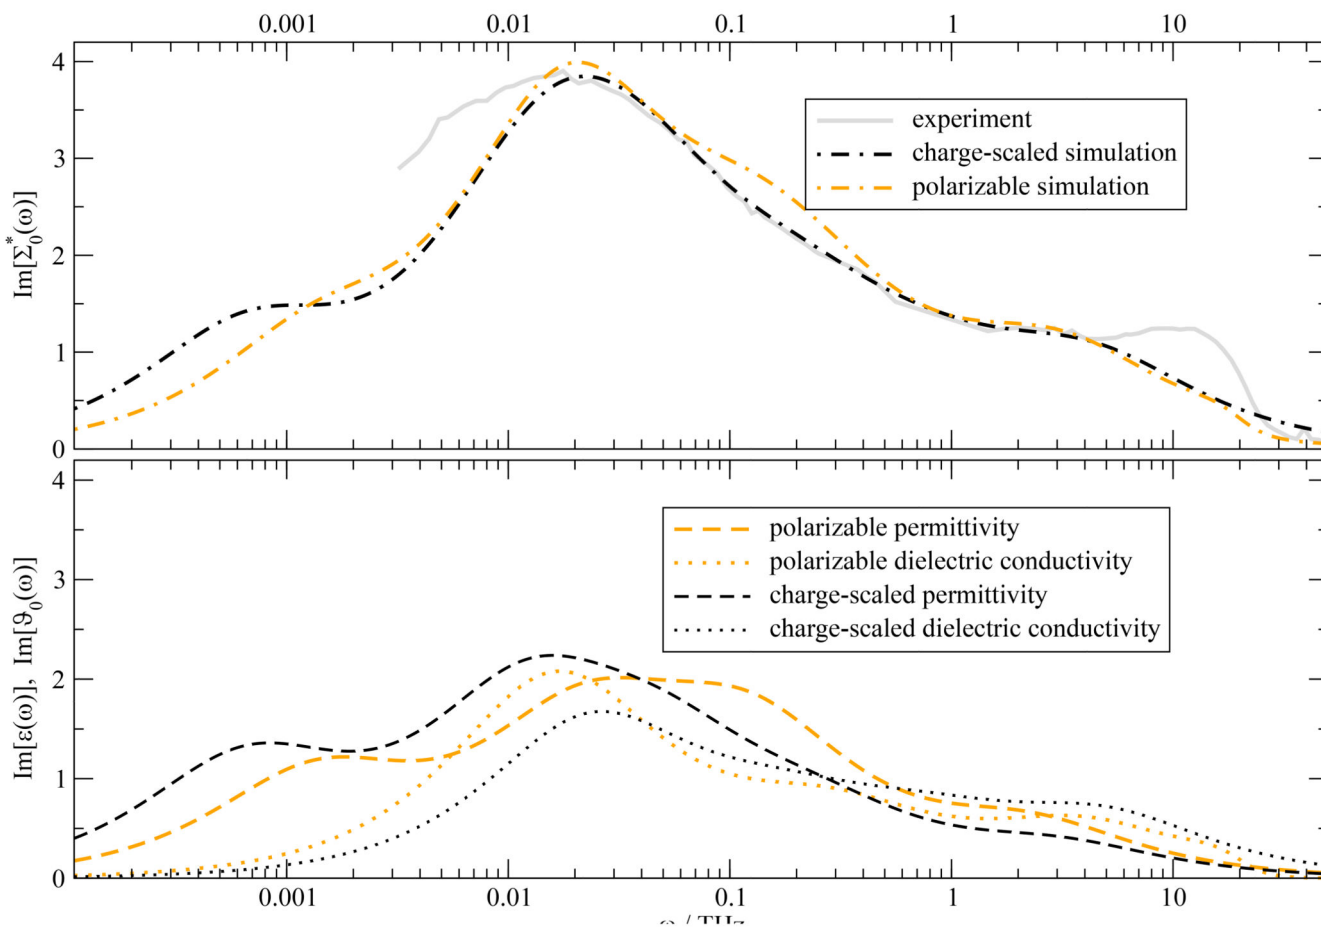 0.001 0.01 0.1 1 10
4
3
2
1
0
Im[Σ₀*(ω)]
experiment
charge-scaled simulation
polarizable simulation
4
3
2
1
0
Im[ε(ω)], Im[ϑ₀(ω)]
polarizable permittivity
polarizable dielectric conductivity
charge-scaled permittivity
charge-scaled dielectric conductivity
0.001 0.01 0.1 1 10
ω / THz